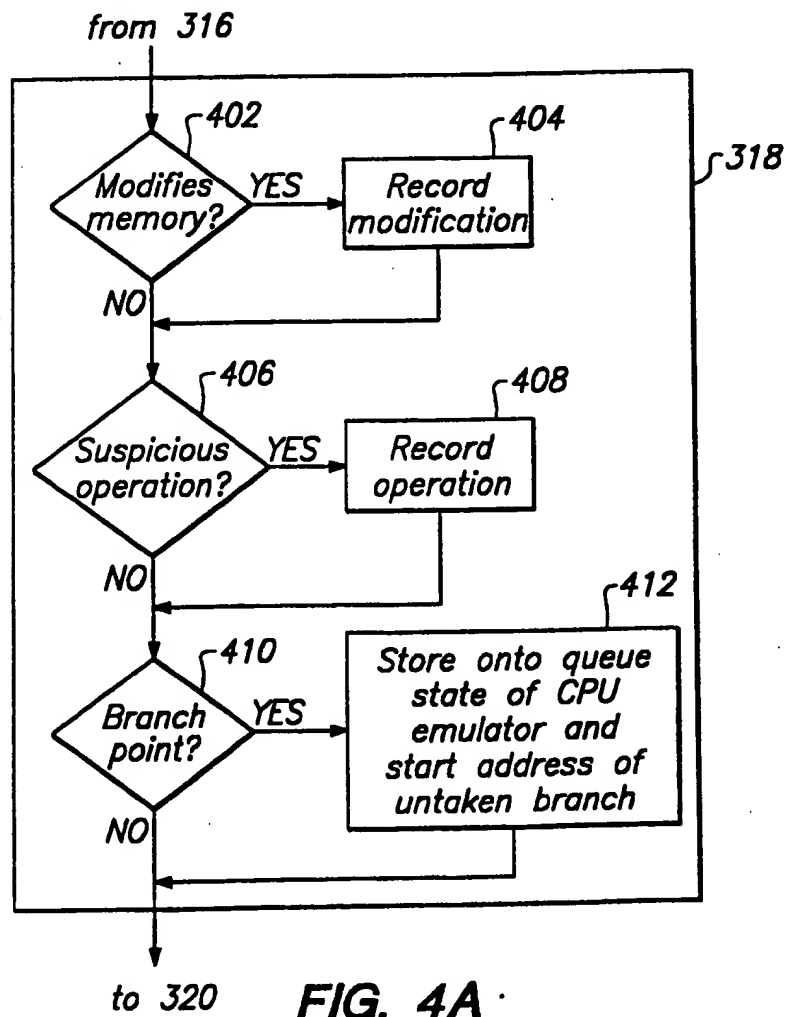 from 316
402
404
318
Modifies
memory?
YES
Record
modification
NO
406
408
Suspicious
operation?
YES
Record
operation
NO
410
412
Branch
point?
YES
Store onto queue
state of CPU
emulator and
start address of
untaken branch
NO
to 320
FIG. 4A